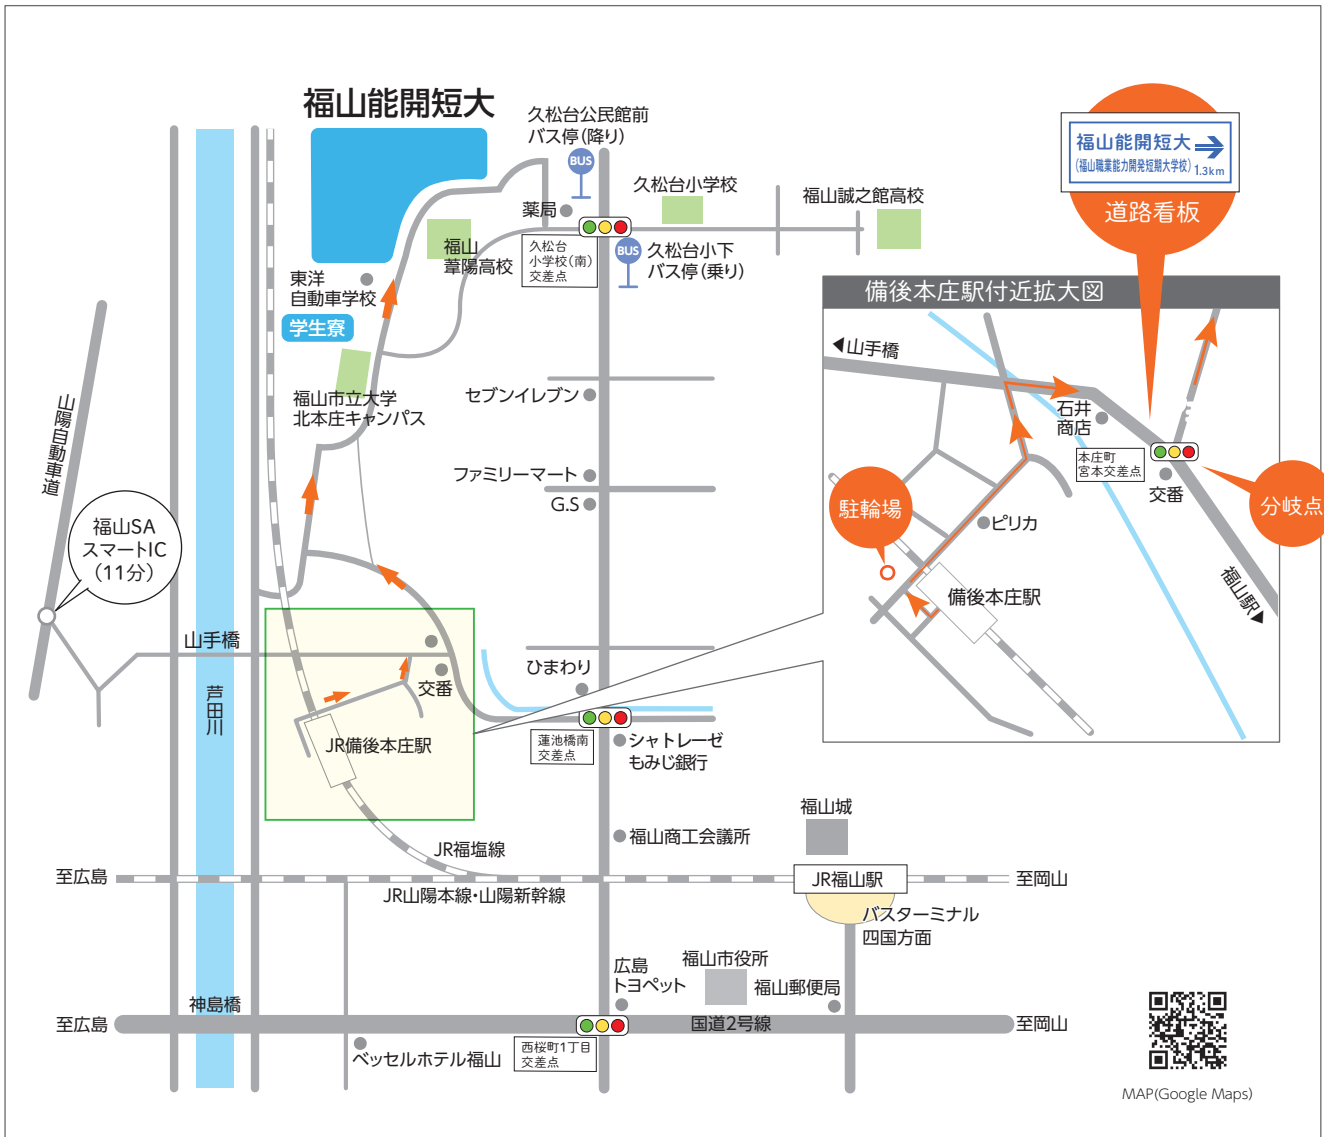 福山能開短大
久松台公民館前
バス停(降り)
BUS
福山能開短大
(福山職業能力開発短期大学校) 1.3km
道路看板
久松台小学校
福山誠之館高校
薬局
久松台
小学校(南)
交差点
BUS
久松台小下
バス停(乗り)
福山
葦陽高校
東洋
自動車学校
学生寮
備後本庄駅付近拡大図
山手橋
石井
商店
本庄町
宮本交差点
交番
分岐点
駐輪場
ピリカ
備後本庄駅
福山駅
福山市立大学
北本庄キャンパス
セブンイレブン
ファミリーマート
G.S
山陽自動車道
福山SA
スマートIC
(11分)
山手橋
芦田川
交番
ひまわり
JR備後本庄駅
蓮池橋南
交差点
シャトレーゼ
もみじ銀行
福山城
福山商工会議所
JR福塩線
至広島
JR福山駅
至岡山
JR山陽本線・山陽新幹線
バスターミナル
四国方面
広島
トヨペット
福山市役所
福山郵便局
神島橋
至広島
国道2号線
至岡山
西桜町1丁目
交差点
ベッセルホテル福山
MAP(Google Maps)